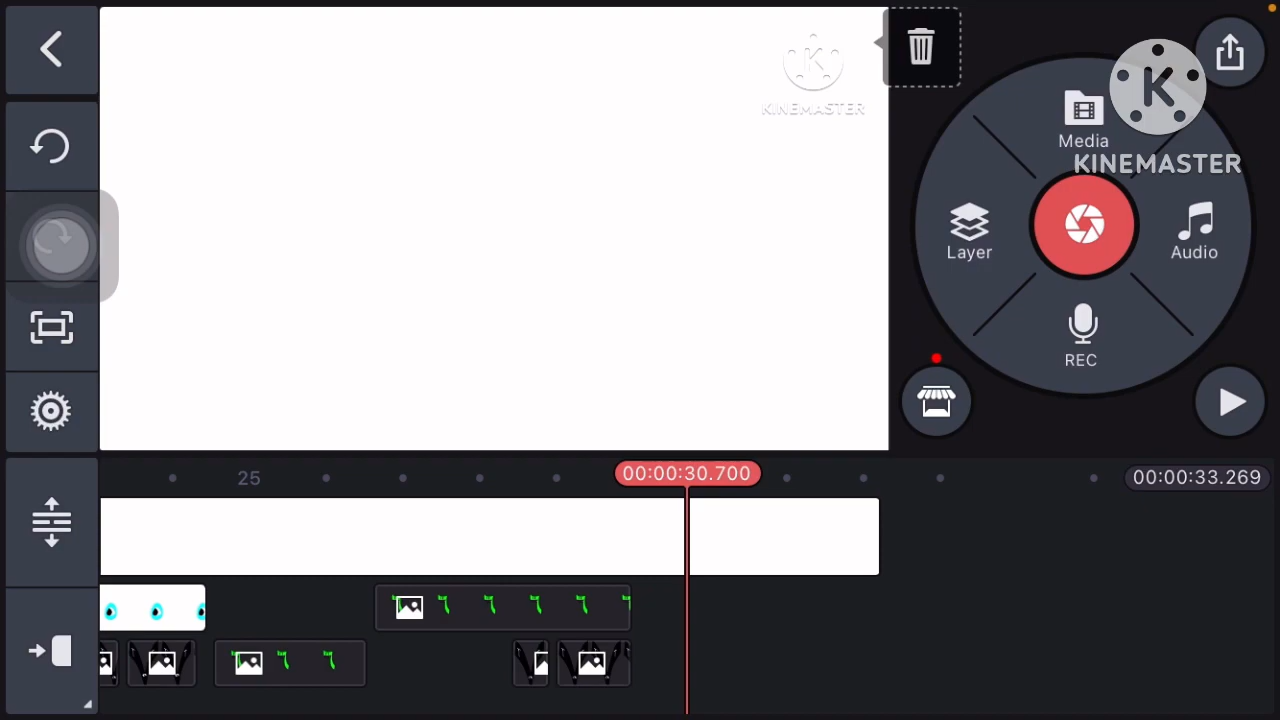 KINEMASTER
Media
KINEMASTER
Layer
Audio
REC
25
00:00:30.700
00:00:33.269